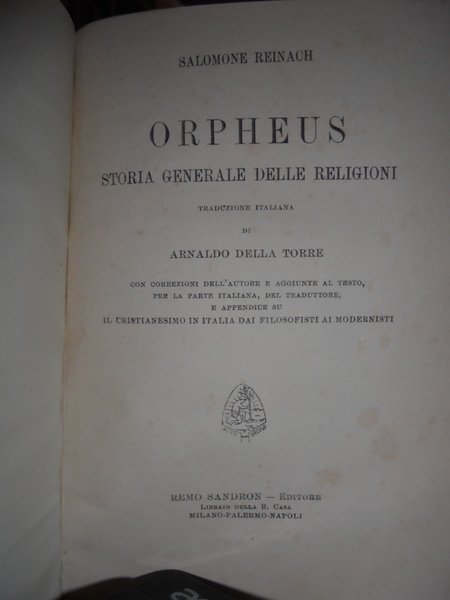 SALOMONE REINACH
ORPHEUS
STORIA GENERALE DELLE RELIGIONI
TRADUZIONE ITALIANA
DI
ARNALDO DELLA TORRE
CON CORREZIONI DELL'AUTORE E AGGIUNTE AL TESTO,
PER LA PARTE ITALIANA, DEL TRADUTTORE,
E APPENDICE SU
IL CRISTIANESIMO IN ITALIA DAI FILOSOFISTI AI MODERNISTI
REMO SANDRON — EDITORE
LIBRAIO DELLA R. CASA
MILANO-PALERMO-NAPOLI